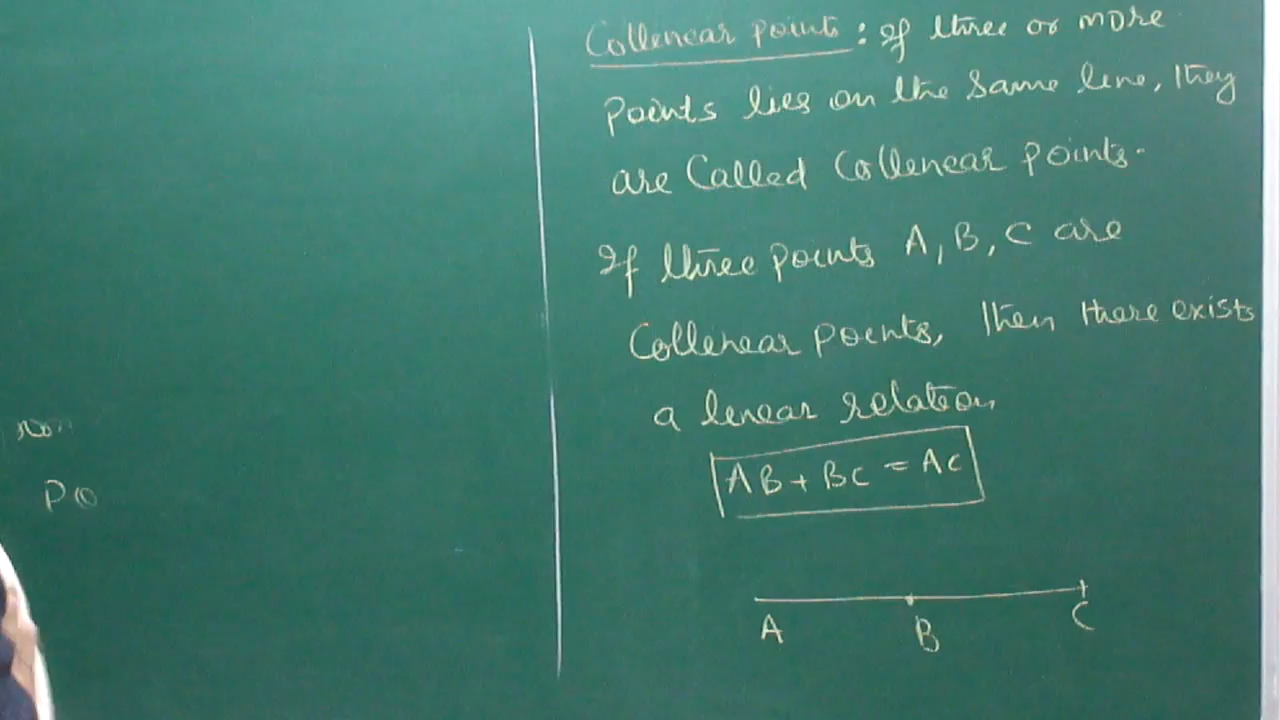 Collenear points : If three or more
points lies on the same line, they
are Called Collenear points.
If three points A, B, C are
Collenear points, then there exists
a lenear relation
AB + BC = AC
A B C